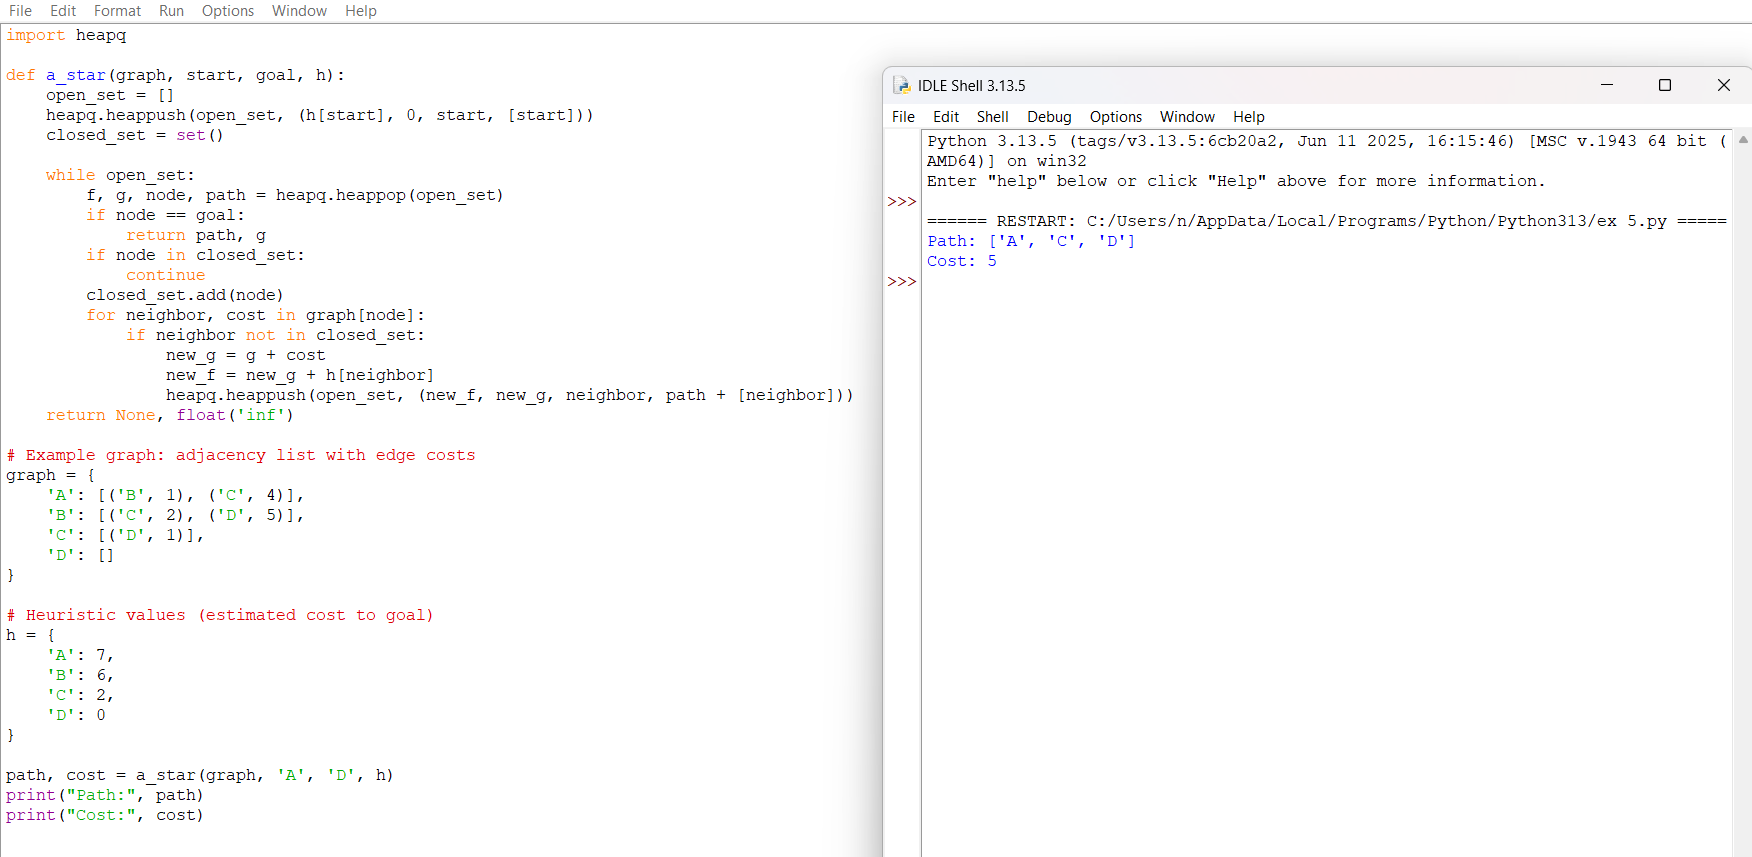 File Edit Format Run Options Window Help
import heapq
def a_star(graph, start, goal, h):
    open_set = []
    heapq.heappush(open_set, (h[start], 0, start, [start]))
    closed_set = set()
    while open_set:
        f, g, node, path = heapq.heappop(open_set)
        if node == goal:
            return path, g
        if node in closed_set:
            continue
        closed_set.add(node)
        for neighbor, cost in graph[node]:
            if neighbor not in closed_set:
                new_g = g + cost
                new_f = new_g + h[neighbor]
                heapq.heappush(open_set, (new_f, new_g, neighbor, path + [neighbor]))
    return None, float('inf')
# Example graph: adjacency list with edge costs
graph = {
    'A': [('B', 1), ('C', 4)],
    'B': [('C', 2), ('D', 5)],
    'C': [('D', 1)],
    'D': []
}
# Heuristic values (estimated cost to goal)
h = {
    'A': 7,
    'B': 6,
    'C': 2,
    'D': 0
}
path, cost = a_star(graph, 'A', 'D', h)
print("Path:", path)
print("Cost:", cost)
IDLE Shell 3.13.5
File Edit Shell Debug Options Window Help
Python 3.13.5 (tags/v3.13.5:6cb20a2, Jun 11 2025, 16:15:46) [MSC v.1943 64 bit (
AMD64)] on win32
Enter "help" below or click "Help" above for more information.
>>>
====== RESTART: C:/Users/n/AppData/Local/Programs/Python/Python313/ex 5.py =====
Path: ['A', 'C', 'D']
Cost: 5
>>>